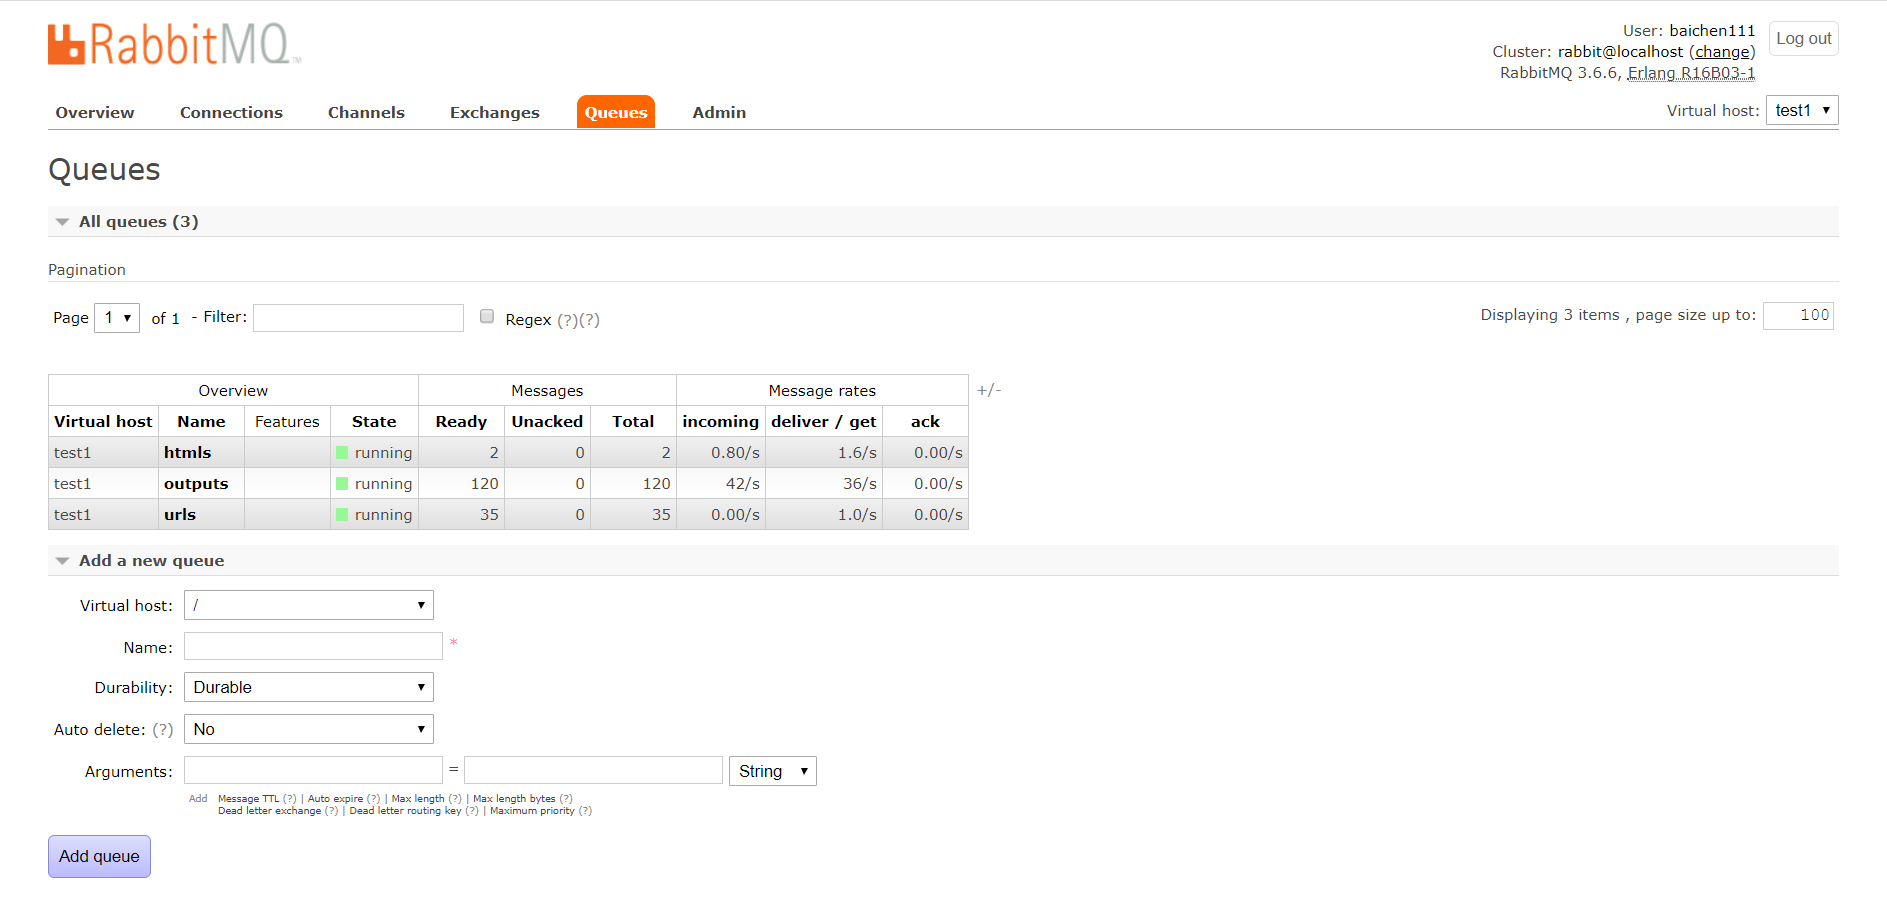 RabbitMQ™
User: baichen111
Log out
Cluster: rabbit@localhost (change)
RabbitMQ 3.6.6, Erlang R16B03-1
Overview Connections Channels Exchanges Queues Admin
Virtual host: test1
Queues
All queues (3)
Pagination
Page 1 of 1 - Filter: Regex (?)(?)
Displaying 3 items , page size up to: 100
Overview Messages Message rates +/-
Virtual host Name Features State Ready Unacked Total incoming deliver / get ack
test1 htmls running 2 0 2 0.80/s 1.6/s 0.00/s
test1 outputs running 120 0 120 42/s 36/s 0.00/s
test1 urls running 35 0 35 0.00/s 1.0/s 0.00/s
Add a new queue
Virtual host: /
Name: *
Durability: Durable
Auto delete: (?) No
Arguments: = String
Add Message TTL (?) | Auto expire (?) | Max length (?) | Max length bytes (?)
Dead letter exchange (?) | Dead letter routing key (?) | Maximum priority (?)
Add queue